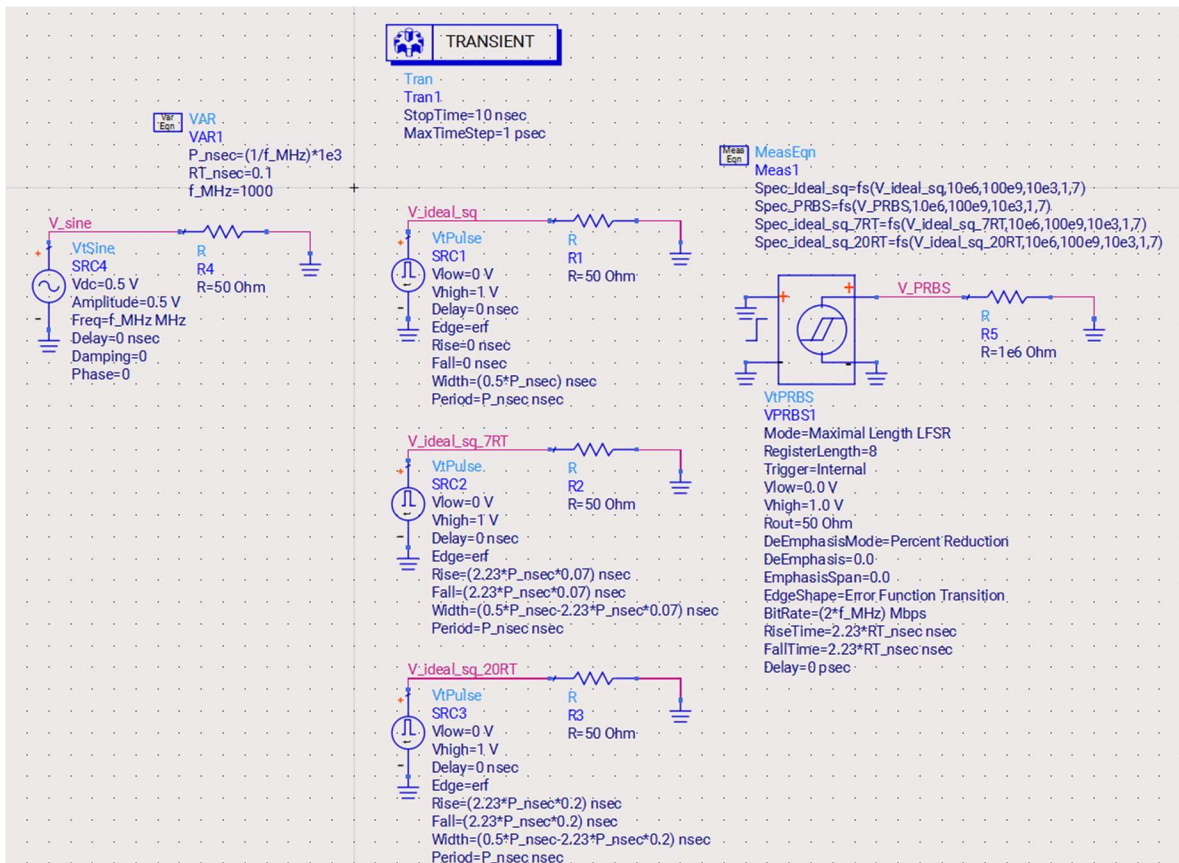 TRANSIENT
Tran
Tran1
StopTime=10 nsec
MaxTimeStep=1 psec
Var
Eqn
VAR
VAR1
P_nsec=(1/f_MHz)*1e3
RT_nsec=0.1
f_MHz=1000
Meas
Eqn
MeasEqn
Meas1
Spec_Ideal_sq=fs(V_ideal_sq,10e6,100e9,10e3,1,7)
Spec_PRBS=fs(V_PRBS,10e6,100e9,10e3,1,7)
Spec_ideal_sq_7RT=fs(V_ideal_sq_7RT,10e6,100e9,10e3,1,7)
Spec_ideal_sq_20RT=fs(V_ideal_sq_20RT,10e6,100e9,10e3,1,7)
V_sine
VtSine
SRC4
Vdc=0.5 V
Amplitude=0.5 V
Freq=f_MHz MHz
Delay=0 nsec
Damping=0
Phase=0
R
R4
R=50 Ohm
V_ideal_sq
VtPulse
SRC1
Vlow=0 V
Vhigh=1 V
Delay=0 nsec
Edge=erf
Rise=0 nsec
Fall=0 nsec
Width=(0.5*P_nsec) nsec
Period=P_nsec nsec
R
R1
R=50 Ohm
V_ideal_sq_7RT
VtPulse
SRC2
Vlow=0 V
Vhigh=1 V
Delay=0 nsec
Edge=erf
Rise=(2.23*P_nsec*0.07) nsec
Fall=(2.23*P_nsec*0.07) nsec
Width=(0.5*P_nsec-2.23*P_nsec*0.07) nsec
Period=P_nsec nsec
R
R2
R=50 Ohm
V_ideal_sq_20RT
VtPulse
SRC3
Vlow=0 V
Vhigh=1 V
Delay=0 nsec
Edge=erf
Rise=(2.23*P_nsec*0.2) nsec
Fall=(2.23*P_nsec*0.2) nsec
Width=(0.5*P_nsec-2.23*P_nsec*0.2) nsec
Period=P_nsec nsec
R
R3
R=50 Ohm
V_PRBS
R
R5
R=1e6 Ohm
VtPRBS
VPRBS1
Mode=Maximal Length LFSR
RegisterLength=8
Trigger=Internal
Vlow=0.0 V
Vhigh=1.0 V
Rout=50 Ohm
DeEmphasisMode=Percent Reduction
DeEmphasis=0.0
EmphasisSpan=0.0
EdgeShape=Error Function Transition
BitRate=(2*f_MHz) Mbps
RiseTime=2.23*RT_nsec nsec
FallTime=2.23*RT_nsec nsec
Delay=0 psec